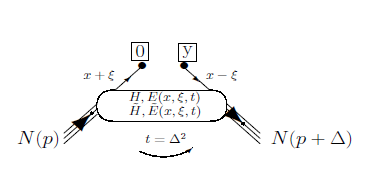 0 y
x + ξ x − ξ
H, E(x, ξ, t)
H̃, Ẽ(x, ξ, t)
N(p) N(p + Δ)
t = Δ²